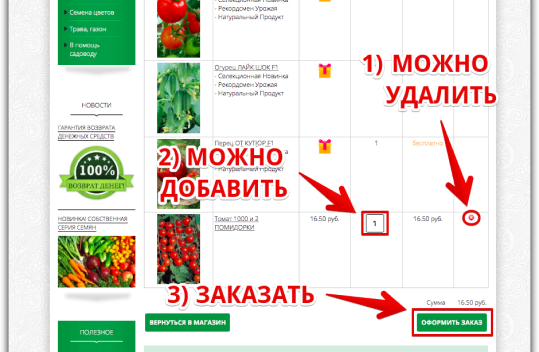 Семена цветов
Трава, газон
В помощь
садоводу
НОВОСТИ
ГАРАНТИЯ ВОЗВРАТА
ДЕНЕЖНЫХ СРЕДСТВ
100%
ВОЗВРАТ ДЕНЕГ!
НОВИНКА! СОБСТВЕННАЯ
СЕРИЯ СЕМЯН
ПОЛЕЗНОЕ
- Селекционная Новинка
- Рекордсмен Урожая
- Натуральный Продукт
Огурец ЛАЙК ШОК F1
- Селекционная Новинка
- Рекордсмен Урожая
- Натуральный Продукт
Перец ОТ КУТЮР F1
1
бесплатно
Томат 1000 и 2
ПОМИДОРКИ
16.50 руб.
1
16.50 руб.
Сумма 16.50 руб.
ВЕРНУТЬСЯ В МАГАЗИН
ОФОРМИТЬ ЗАКАЗ
1) МОЖНО
УДАЛИТЬ
2) МОЖНО
ДОБАВИТЬ
3) ЗАКАЗАТЬ